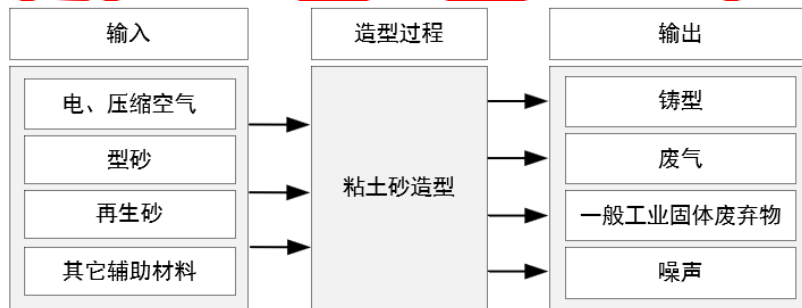 输入
造型过程
输出
电、压缩空气
型砂
再生砂
其它辅助材料
粘土砂造型
铸型
废气
一般工业固体废弃物
噪声